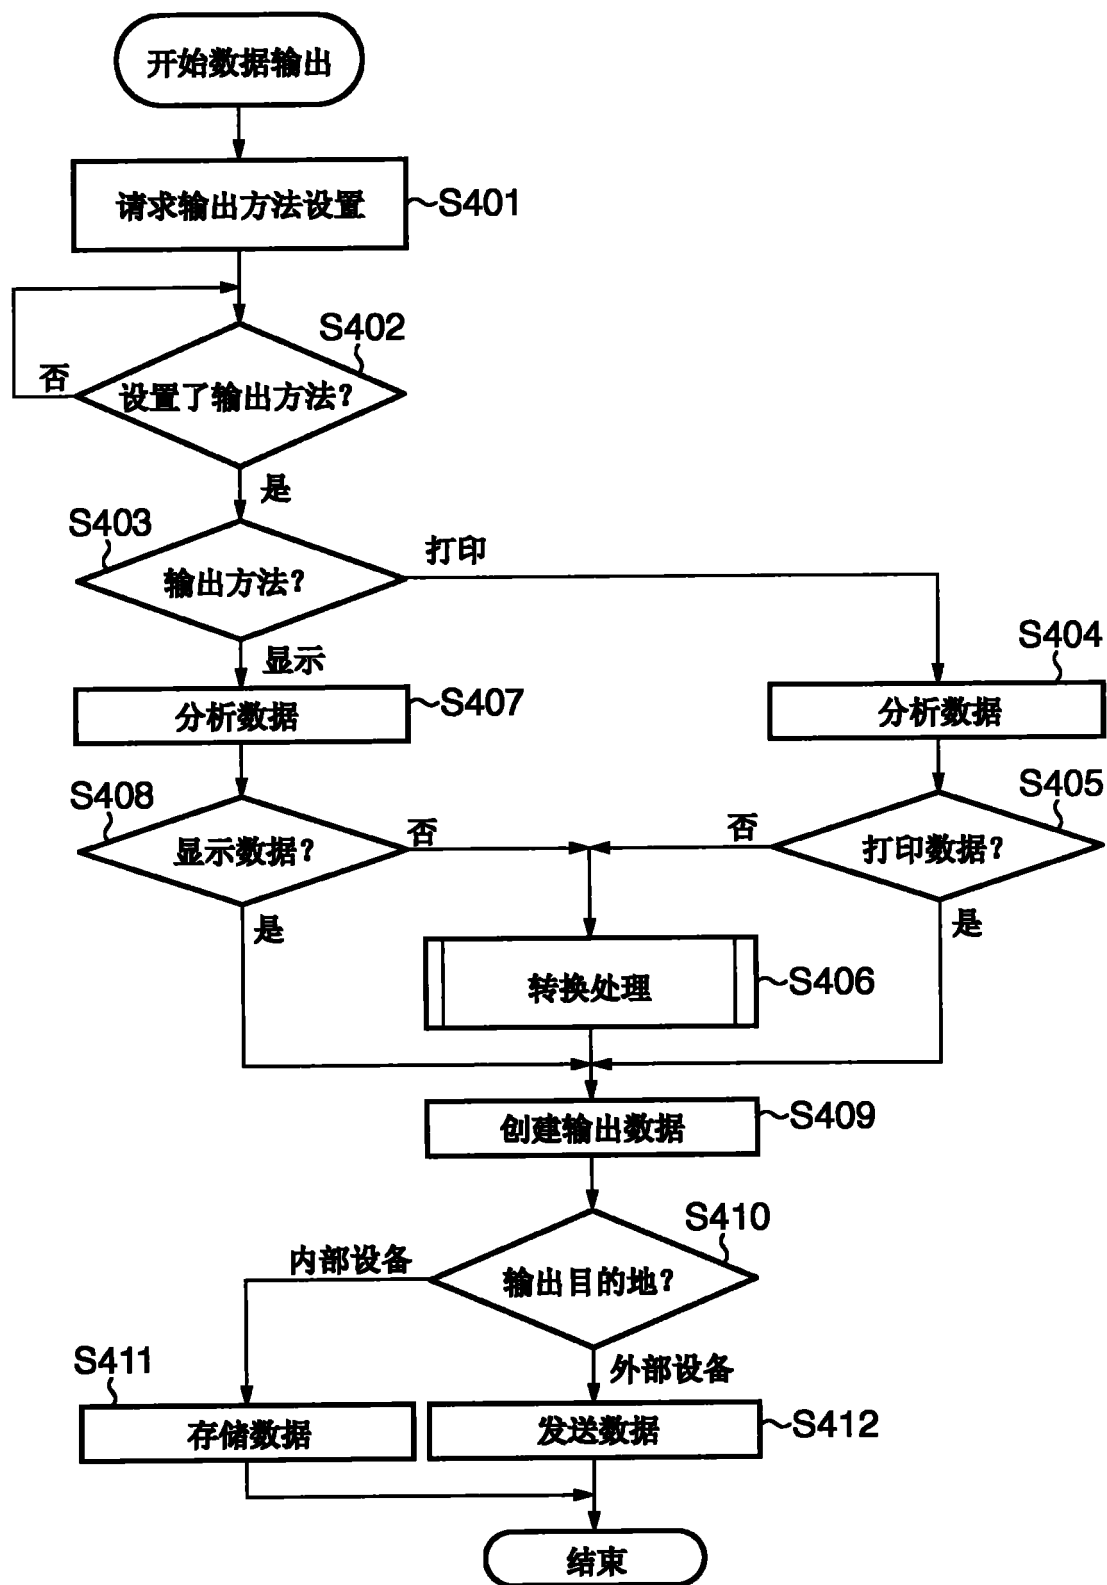 开始数据输出
请求输出方法设置
S401
S402
否
设置了输出方法?
是
S403
打印
输出方法?
S404
显示
分析数据
S407
分析数据
S408
S405
显示数据?
否
否
打印数据?
是
是
转换处理
S406
创建输出数据
S409
S410
内部设备
输出目的地?
S411
外部设备
存储数据
发送数据
S412
结束